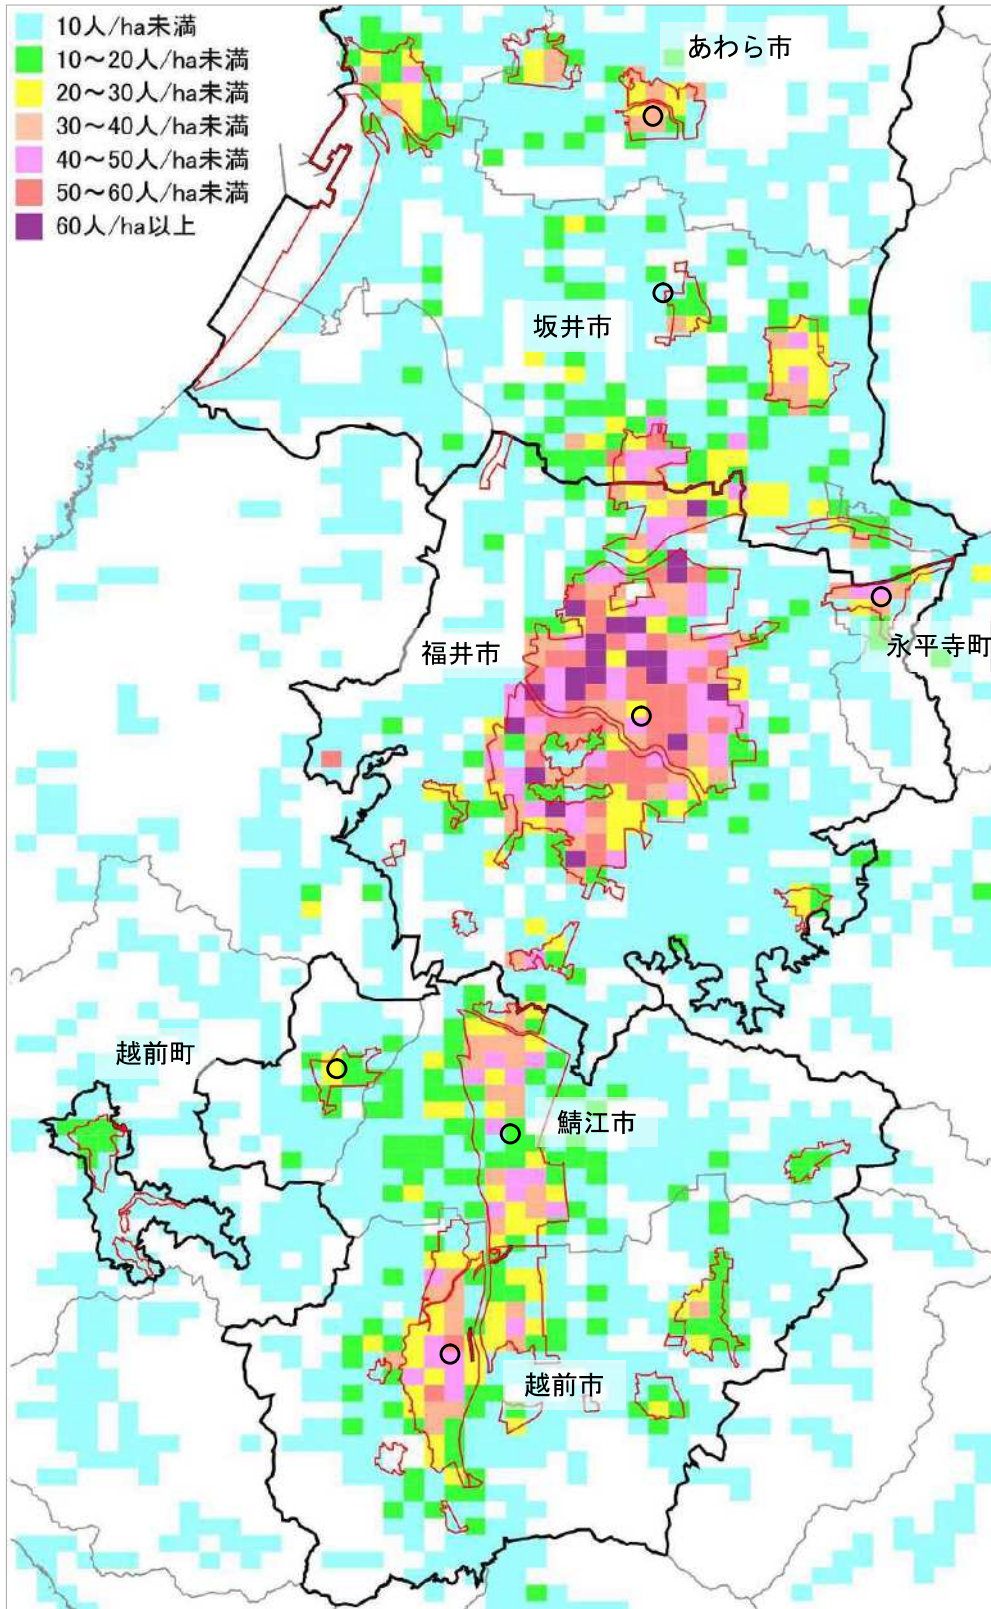 10人/ha未満
10～20人/ha未満
20～30人/ha未満
30～40人/ha未満
40～50人/ha未満
50～60人/ha未満
60人/ha以上
あわら市
坂井市
福井市
永平寺町
越前町
鯖江市
越前市